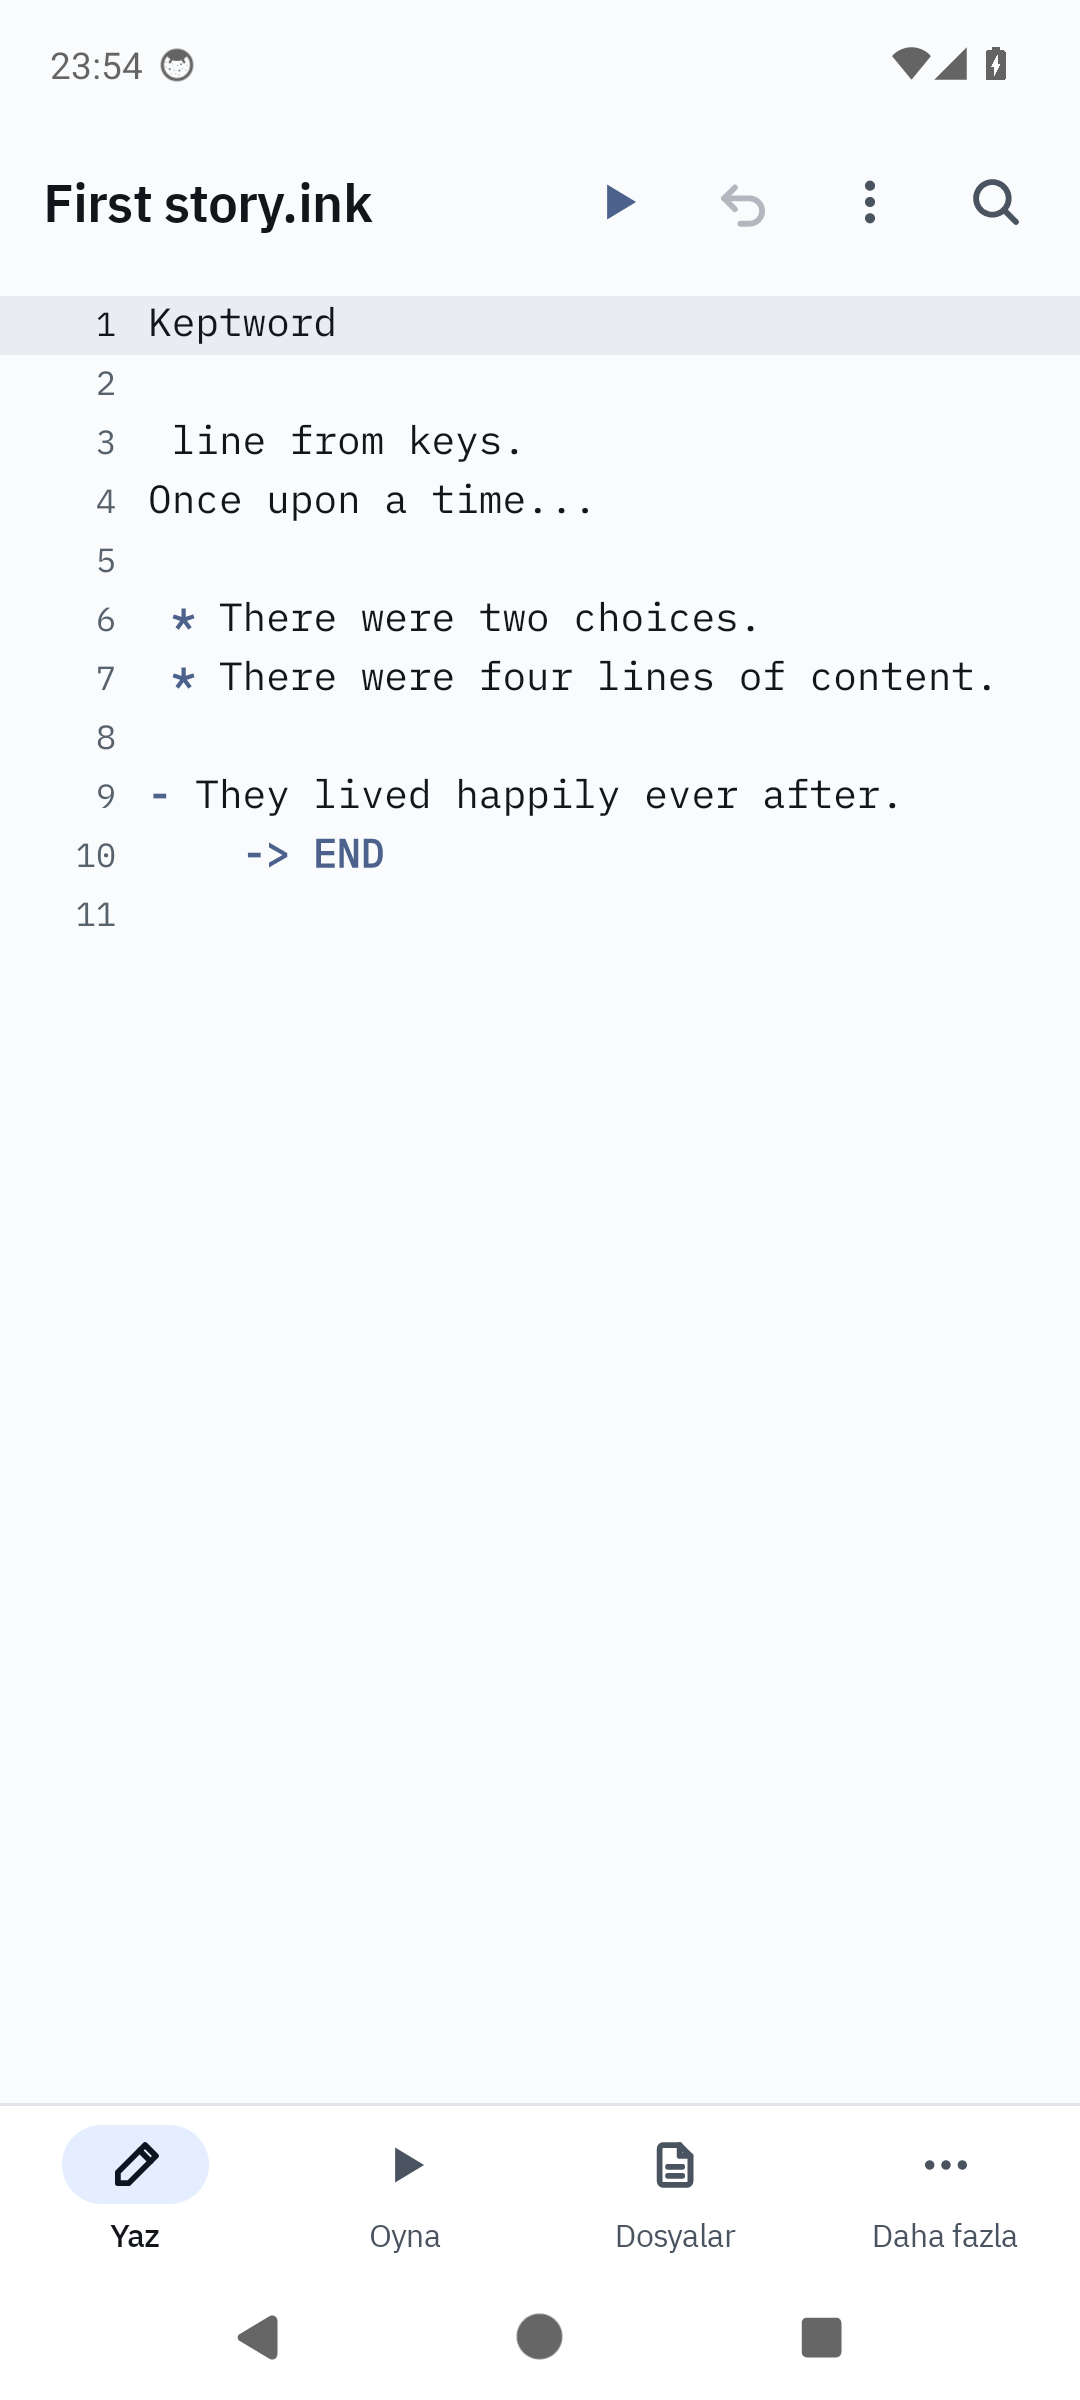 23:54
First story.ink
1 Keptword
2
3 line from keys.
4 Once upon a time...
5
6 * There were two choices.
7 * There were four lines of content.
8
9 - They lived happily ever after.
10 -> END
11
Yaz Oyna Dosyalar Daha fazla